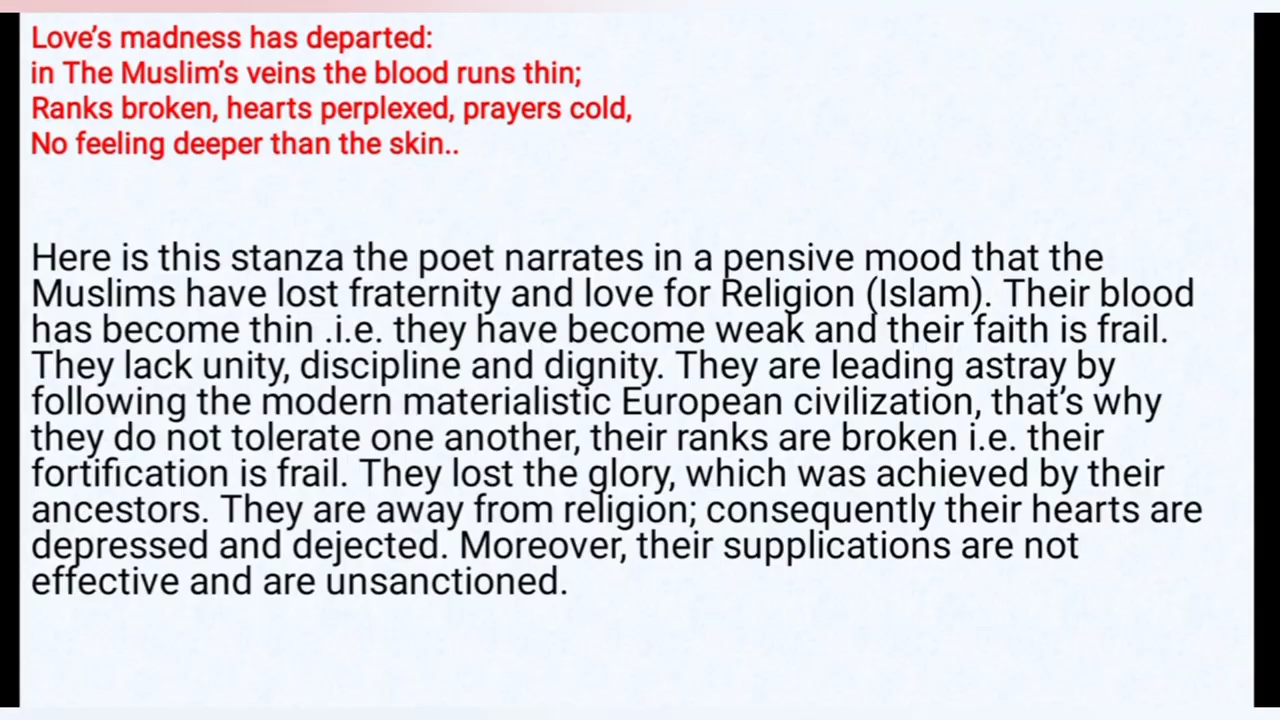 Love's madness has departed:
in The Muslim's veins the blood runs thin;
Ranks broken, hearts perplexed, prayers cold,
No feeling deeper than the skin..
Here is this stanza the poet narrates in a pensive mood that the
Muslims have lost fraternity and love for Religion (Islam). Their blood
has become thin .i.e. they have become weak and their faith is frail.
They lack unity, discipline and dignity. They are leading astray by
following the modern materialistic European civilization, that's why
they do not tolerate one another, their ranks are broken i.e. their
fortification is frail. They lost the glory, which was achieved by their
ancestors. They are away from religion; consequently their hearts are
depressed and dejected. Moreover, their supplications are not
effective and are unsanctioned.